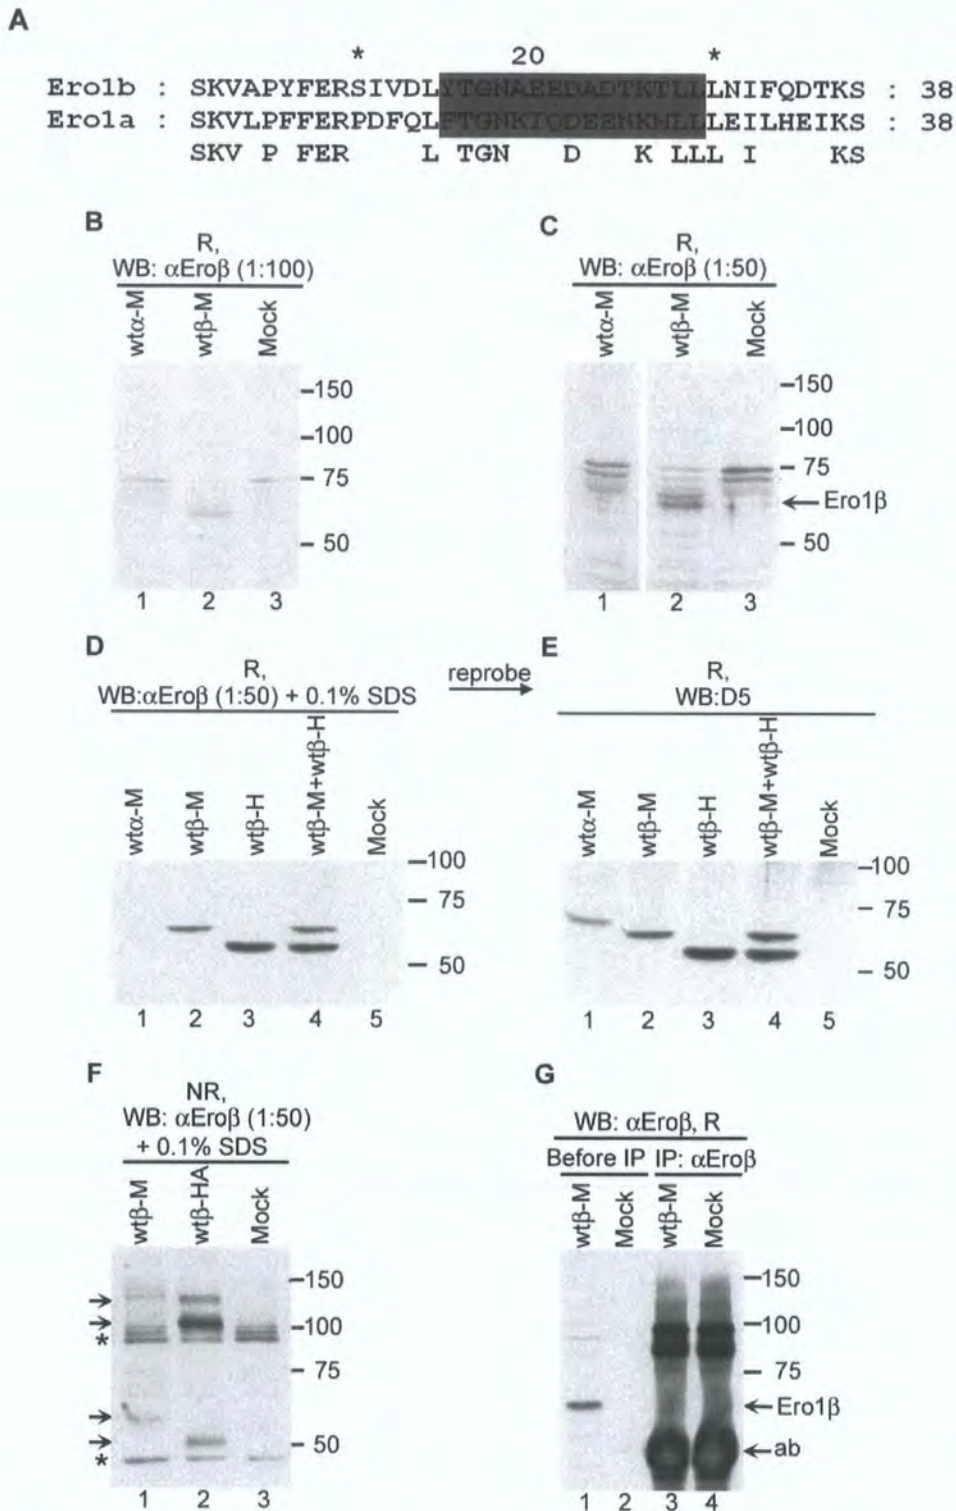 A
* 20 *
Ero1b : SKVAPYFERSIVDLYTGNAEEDADTKTLLLNIFQDTKS : 38
Ero1a : SKVLPFFERPDFQLFTGNKIQDEENKMLLLEILHEIKS : 38
SKV P FER L TGN D K LLL I KS
B
R,
WB: αEroβ (1:100)
wtα-M wtβ-M Mock
150
100
75
50
1 2 3
C
R,
WB: αEroβ (1:50)
wtα-M wtβ-M Mock
150
100
75
Ero1β
50
1 2 3
D
R,
WB:αEroβ (1:50) + 0.1% SDS
wtα-M wtβ-M wtβ-H wtβ-M+wtβ-H Mock
100
75
50
1 2 3 4 5
reprobe
E
R,
WB:D5
wtα-M wtβ-M wtβ-H wtβ-M+wtβ-H Mock
100
75
50
1 2 3 4 5
F
NR,
WB: αEroβ (1:50)
+ 0.1% SDS
wtβ-M wtβ-HA Mock
150
100
*
75
50
*
1 2 3
G
WB: αEroβ, R
Before IP IP: αEroβ
wtβ-M Mock wtβ-M Mock
150
100
75
Ero1β
ab
1 2 3 4